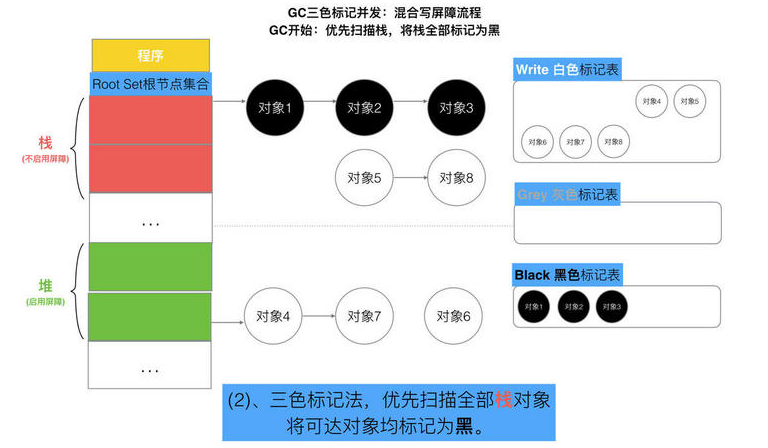 GC三色标记并发：混合写屏障流程
GC开始：优先扫描栈，将栈全部标记为黑
程序
Root Set根节点集合
栈
(不启用屏障)
...
堆
(启用屏障)
...
对象1
对象2
对象3
对象5
对象8
对象4
对象7
对象6
Write 白色标记表
对象4
对象5
对象6
对象7
对象8
Grey 灰色标记表
Black 黑色标记表
对象1
对象2
对象3
(2)、三色标记法，优先扫描全部栈对象
将可达对象均标记为黑。